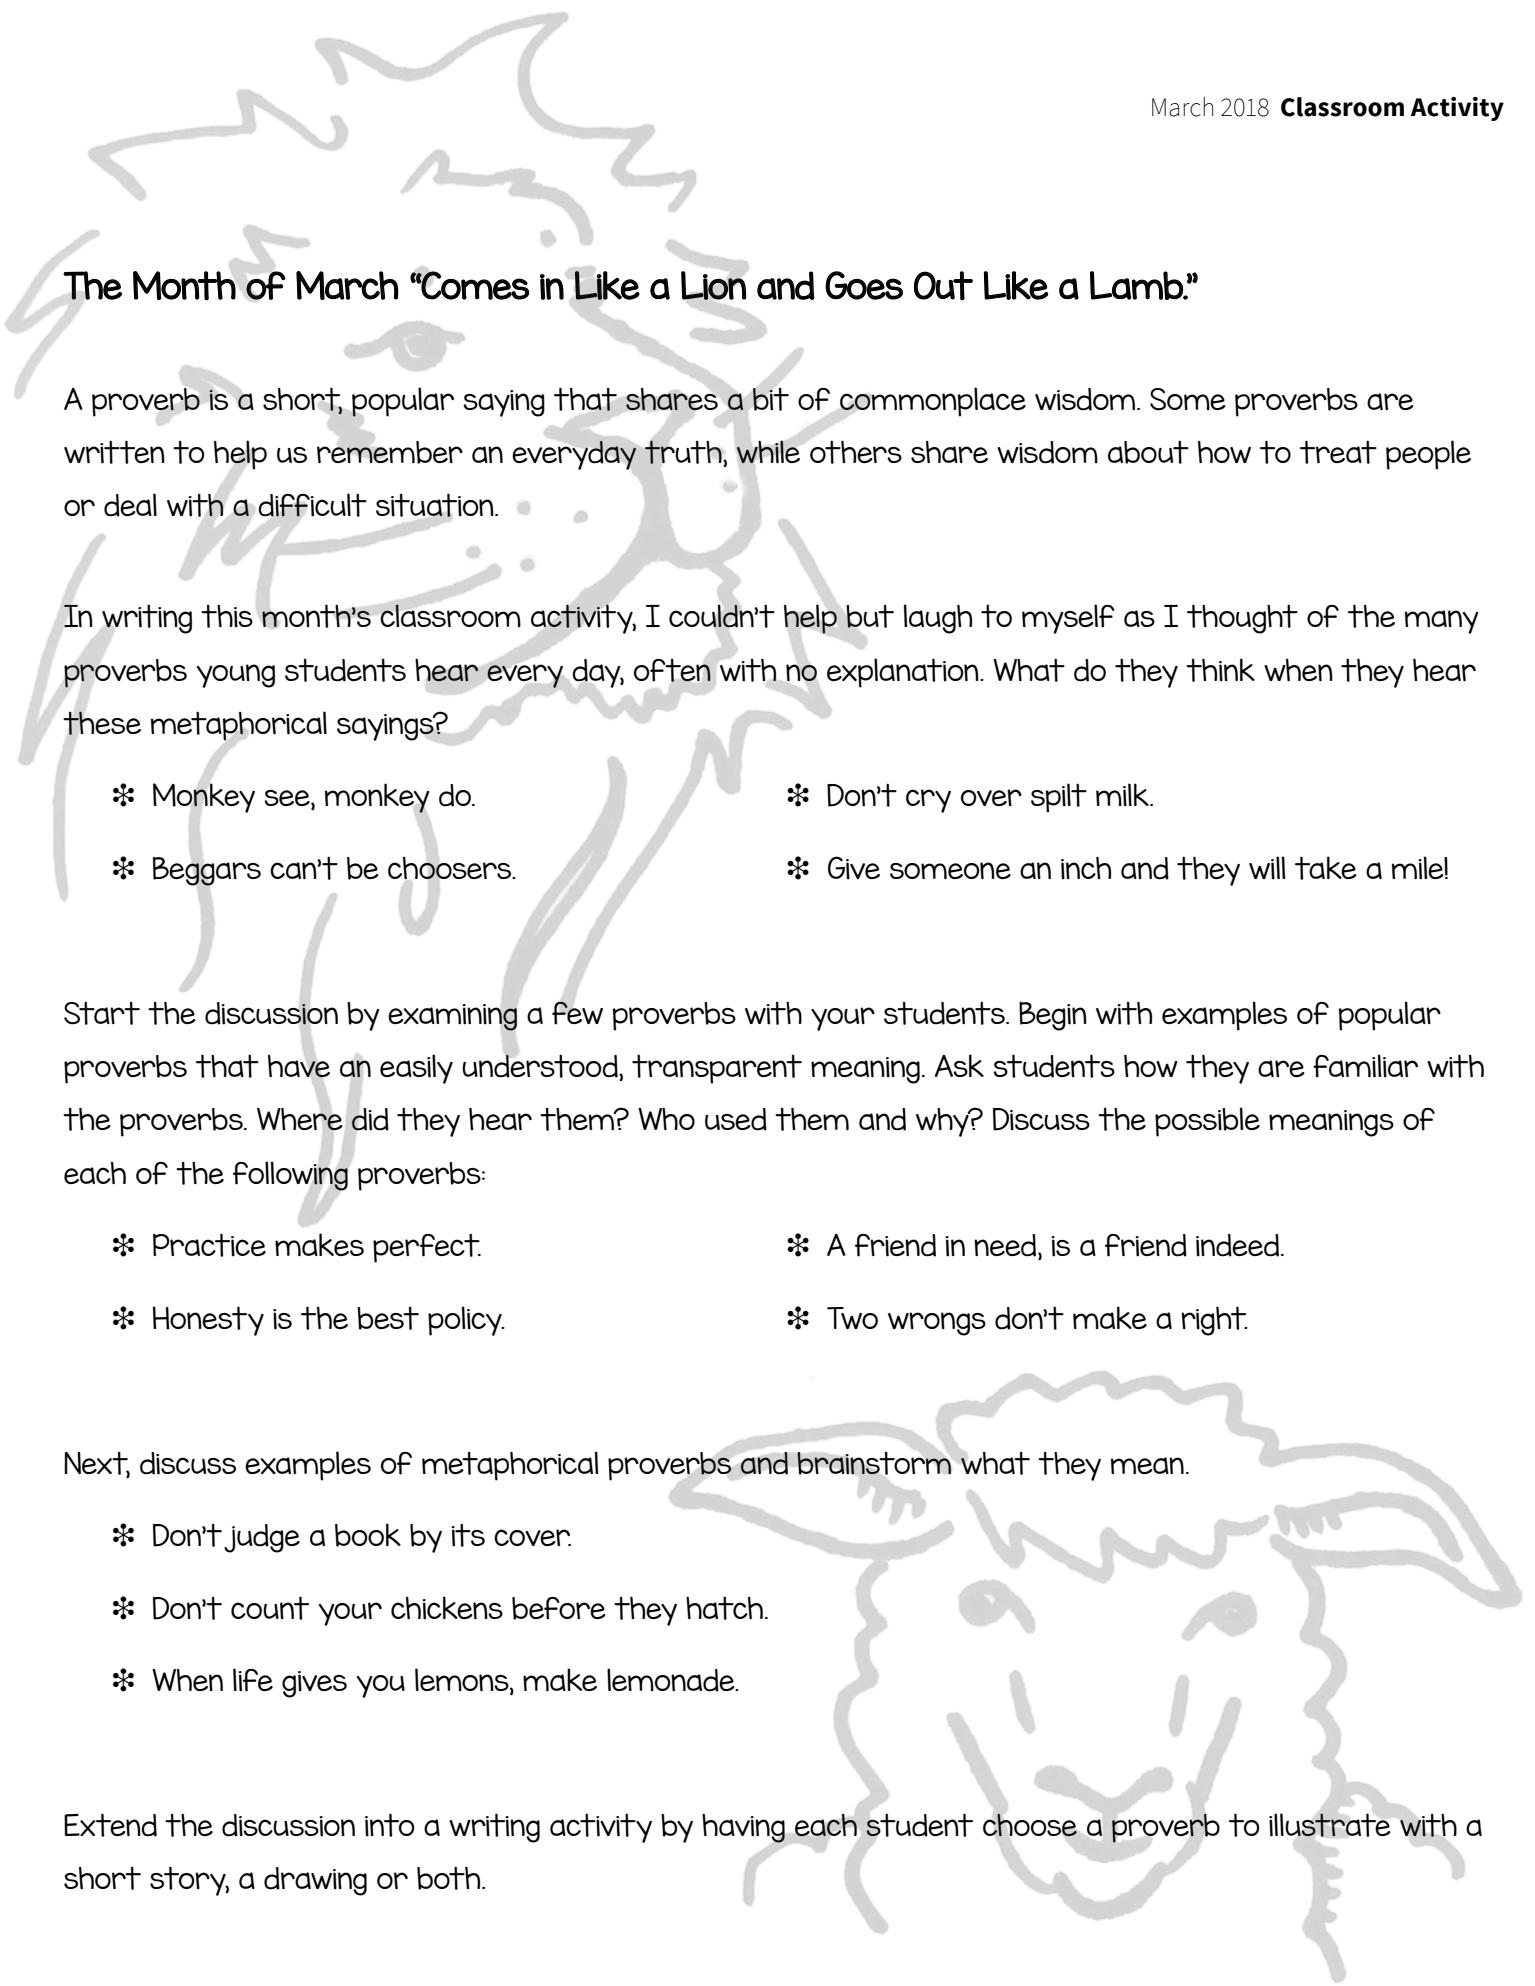 March 2018 Classroom Activity
The Month of March “Comes in Like a Lion and Goes Out Like a Lamb.”
A proverb is a short, popular saying that shares a bit of commonplace wisdom. Some proverbs are
written to help us remember an everyday truth, while others share wisdom about how to treat people
or deal with a difficult situation.
In writing this month’s classroom activity, I couldn’t help but laugh to myself as I thought of the many
proverbs young students hear every day, often with no explanation. What do they think when they hear
these metaphorical sayings?
❇ Monkey see, monkey do.
❇ Don’t cry over spilt milk.
❇ Beggars can’t be choosers.
❇ Give someone an inch and they will take a mile!
Start the discussion by examining a few proverbs with your students. Begin with examples of popular
proverbs that have an easily understood, transparent meaning. Ask students how they are familiar with
the proverbs. Where did they hear them? Who used them and why? Discuss the possible meanings of
each of the following proverbs:
❇ Practice makes perfect.
❇ A friend in need, is a friend indeed.
❇ Honesty is the best policy.
❇ Two wrongs don’t make a right.
Next, discuss examples of metaphorical proverbs and brainstorm what they mean.
❇ Don’t judge a book by its cover.
❇ Don’t count your chickens before they hatch.
❇ When life gives you lemons, make lemonade.
Extend the discussion into a writing activity by having each student choose a proverb to illustrate with a
short story, a drawing or both.